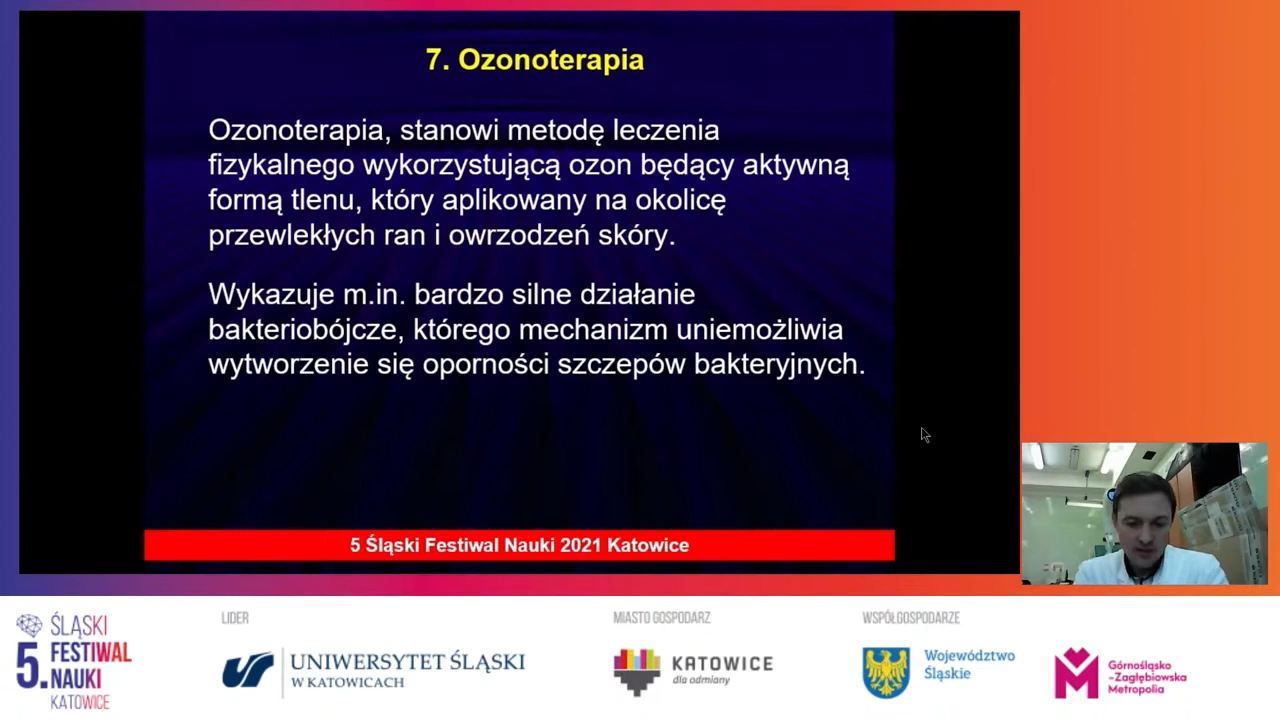 7. Ozonoterapia
Ozonoterapia, stanowi metodę leczenia
fizykalnego wykorzystującą ozon będący aktywną
formą tlenu, który aplikowany na okolicę
przewlekłych ran i owrzodzeń skóry.
Wykazuje m.in. bardzo silne działanie
bakteriobójcze, którego mechanizm uniemożliwia
wytworzenie się oporności szczepów bakteryjnych.
5 Śląski Festiwal Nauki 2021 Katowice
5. ŚLĄSKI
FESTIWAL
NAUKI
KATOWICE
LIDER
UNIWERSYTET ŚLĄSKI
W KATOWICACH
MIASTO GOSPODARZ
KATOWICE
dla odmiany
WSPÓŁGOSPODARZE
Województwo
Śląskie
Górnośląsko
-Zagłębiowska
Metropolia